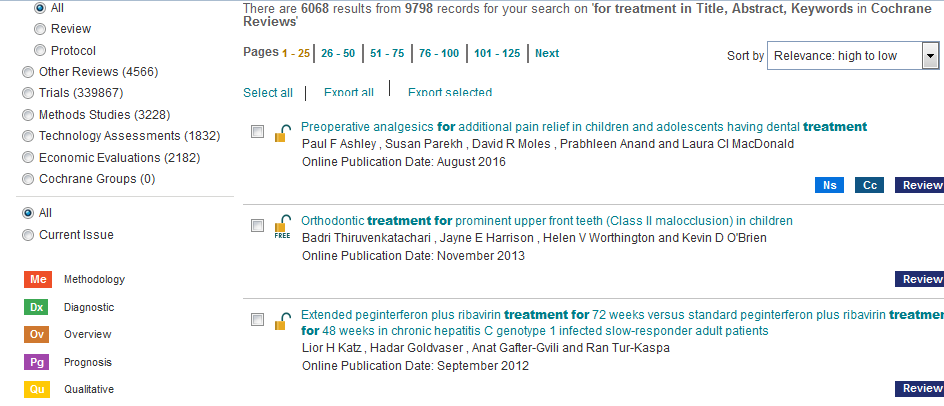 All
Review
Protocol
Other Reviews (4566)
Trials (339867)
Methods Studies (3228)
Technology Assessments (1832)
Economic Evaluations (2182)
Cochrane Groups (0)
All
Current Issue
Me Methodology
Dx Diagnostic
Ov Overview
Pg Prognosis
Qu Qualitative
There are 6068 results from 9798 records for your search on 'for treatment in Title, Abstract, Keywords in Cochrane
Reviews'
Pages 1 - 25 | 26 - 50 | 51 - 75 | 76 - 100 | 101 - 125 | Next
Sort by Relevance: high to low
Select all | Export all | Export selected
Preoperative analgesics for additional pain relief in children and adolescents having dental treatment
Paul F Ashley , Susan Parekh , David R Moles , Prabhleen Anand and Laura CI MacDonald
Online Publication Date: August 2016
Ns Cc Review
FREE
Orthodontic treatment for prominent upper front teeth (Class II malocclusion) in children
Badri Thiruvenkatachari , Jayne E Harrison , Helen V Worthington and Kevin D O'Brien
Online Publication Date: November 2013
Review
Extended peginterferon plus ribavirin treatment for 72 weeks versus standard peginterferon plus ribavirin treatmen
for 48 weeks in chronic hepatitis C genotype 1 infected slow-responder adult patients
Lior H Katz , Hadar Goldvaser , Anat Gafter-Gvili and Ran Tur-Kaspa
Online Publication Date: September 2012
Review